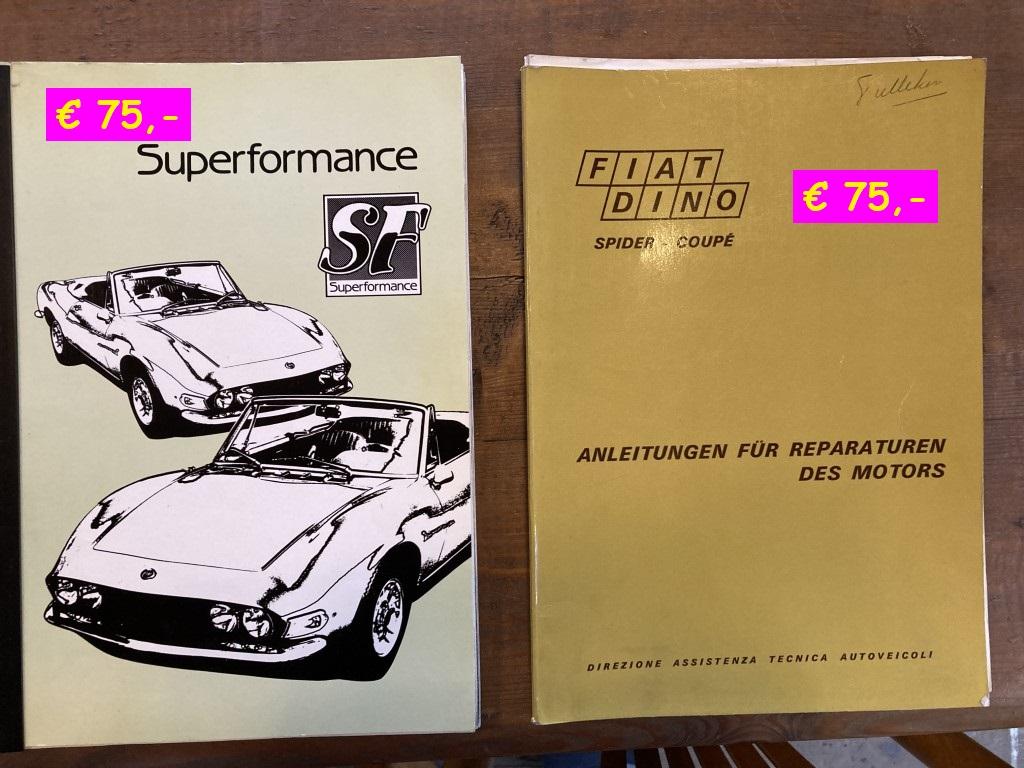 € 75,-
Superformance
SF
Superformance
FIAT
DINO
€ 75,-
SPIDER - COUPÉ
ANLEITUNGEN FÜR REPARATUREN
DES MOTORS
DIREZIONE ASSISTENZA TECNICA AUTOVEICOLI